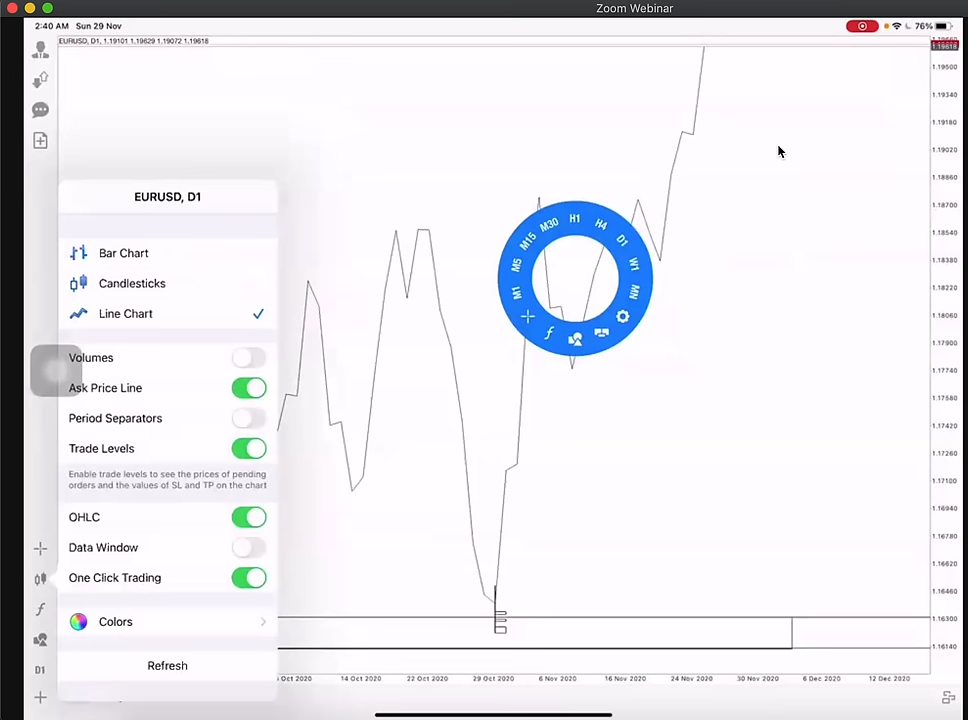 Zoom Webinar
2:40 AM Sun 29 Nov
76%
EURUSD, D1, 1.19101 1.19629 1.19072 1.19618
1.19618
1.19500
1.19340
1.19180
1.19020
1.18860
1.18700
1.18540
1.18380
1.18220
1.18060
1.17900
1.17740
1.17580
1.17420
1.17260
1.17100
1.16940
1.16780
1.16620
1.16460
1.16300
1.16140
EURUSD, D1
Bar Chart
Candlesticks
Line Chart
Volumes
Ask Price Line
Period Separators
Trade Levels
Enable trade levels to see the prices of pending
orders and the values of SL and TP on the chart
OHLC
Data Window
One Click Trading
Colors
Refresh
M1 M5 M15 M30 H1 H4 D1 W1 MN
f
f
D1
Oct 2020 14 Oct 2020 22 Oct 2020 29 Oct 2020 6 Nov 2020 16 Nov 2020 24 Nov 2020 30 Nov 2020 6 Dec 2020 12 Dec 2020